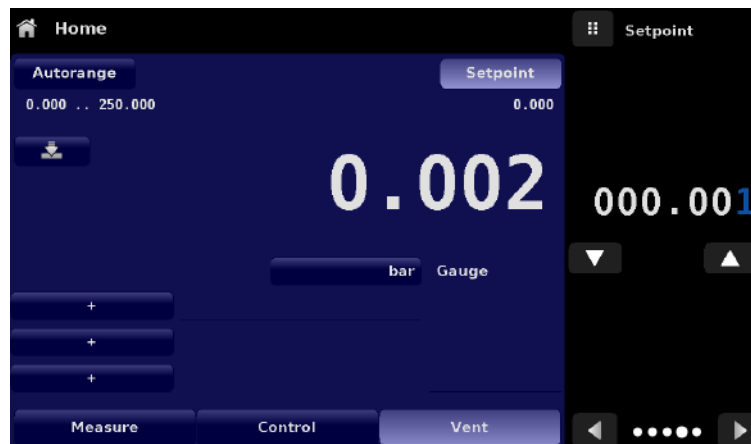 Home
Setpoint
Autorange
Setpoint
0.000 .. 250.000
0.000
0.002
000.001
bar
Gauge
+
+
+
Measure
Control
Vent